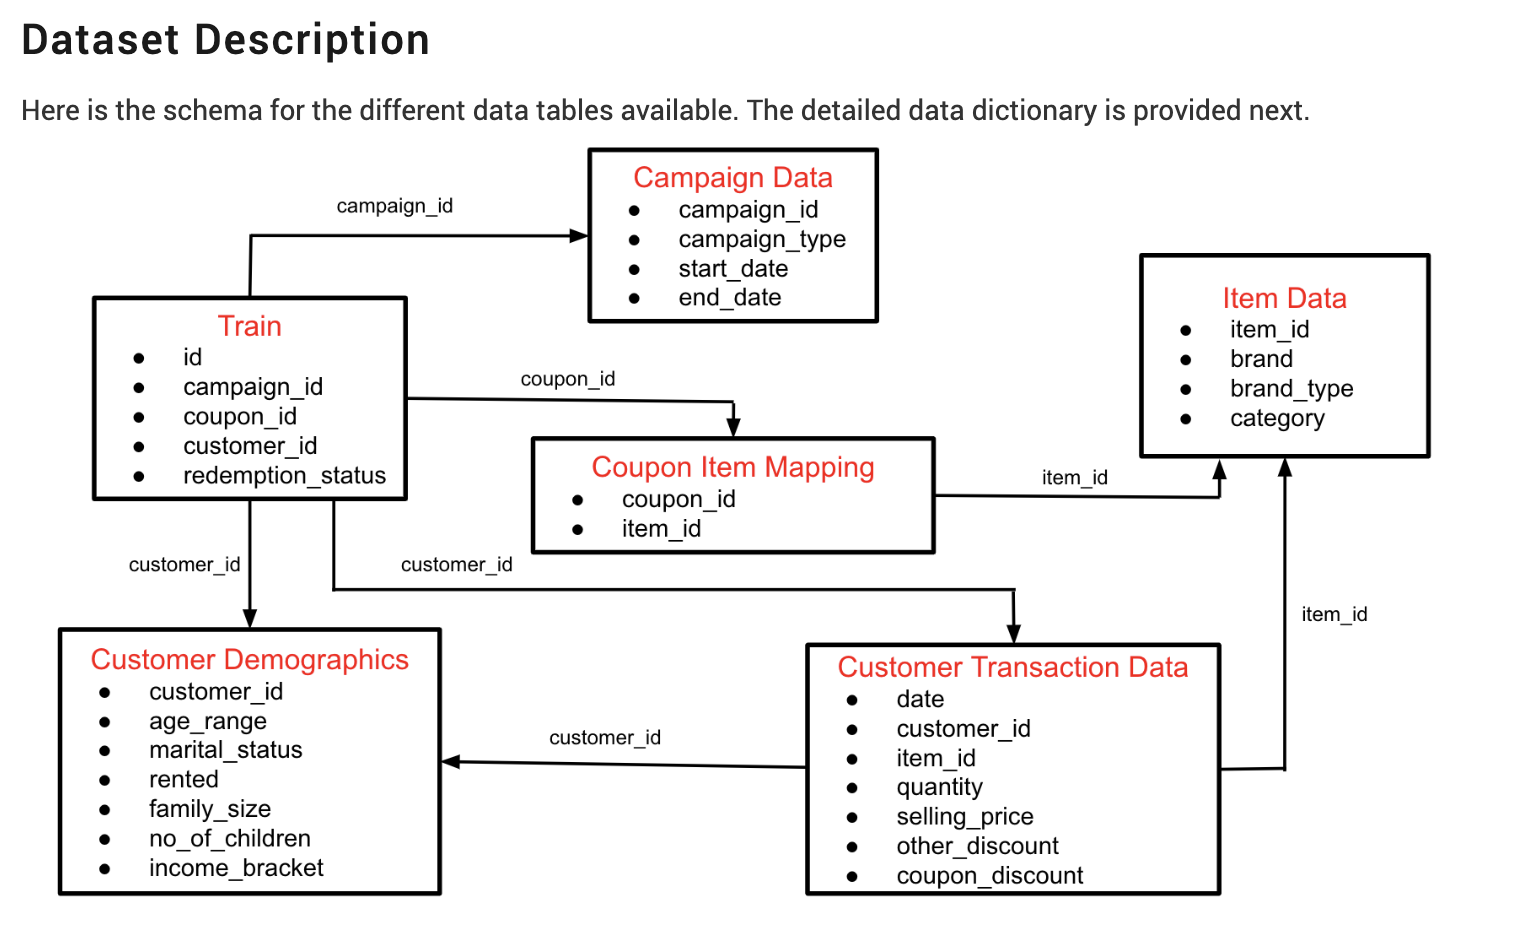 Dataset Description
Here is the schema for the different data tables available. The detailed data dictionary is provided next.
Campaign Data
● campaign_id
● campaign_type
● start_date
● end_date
campaign_id
Item Data
● item_id
● brand
● brand_type
● category
Train
● id
● campaign_id
● coupon_id
● customer_id
● redemption_status
coupon_id
Coupon Item Mapping
● coupon_id
● item_id
item_id
customer_id
customer_id
item_id
Customer Demographics
● customer_id
● age_range
● marital_status
● rented
● family_size
● no_of_children
● income_bracket
customer_id
Customer Transaction Data
● date
● customer_id
● item_id
● quantity
● selling_price
● other_discount
● coupon_discount